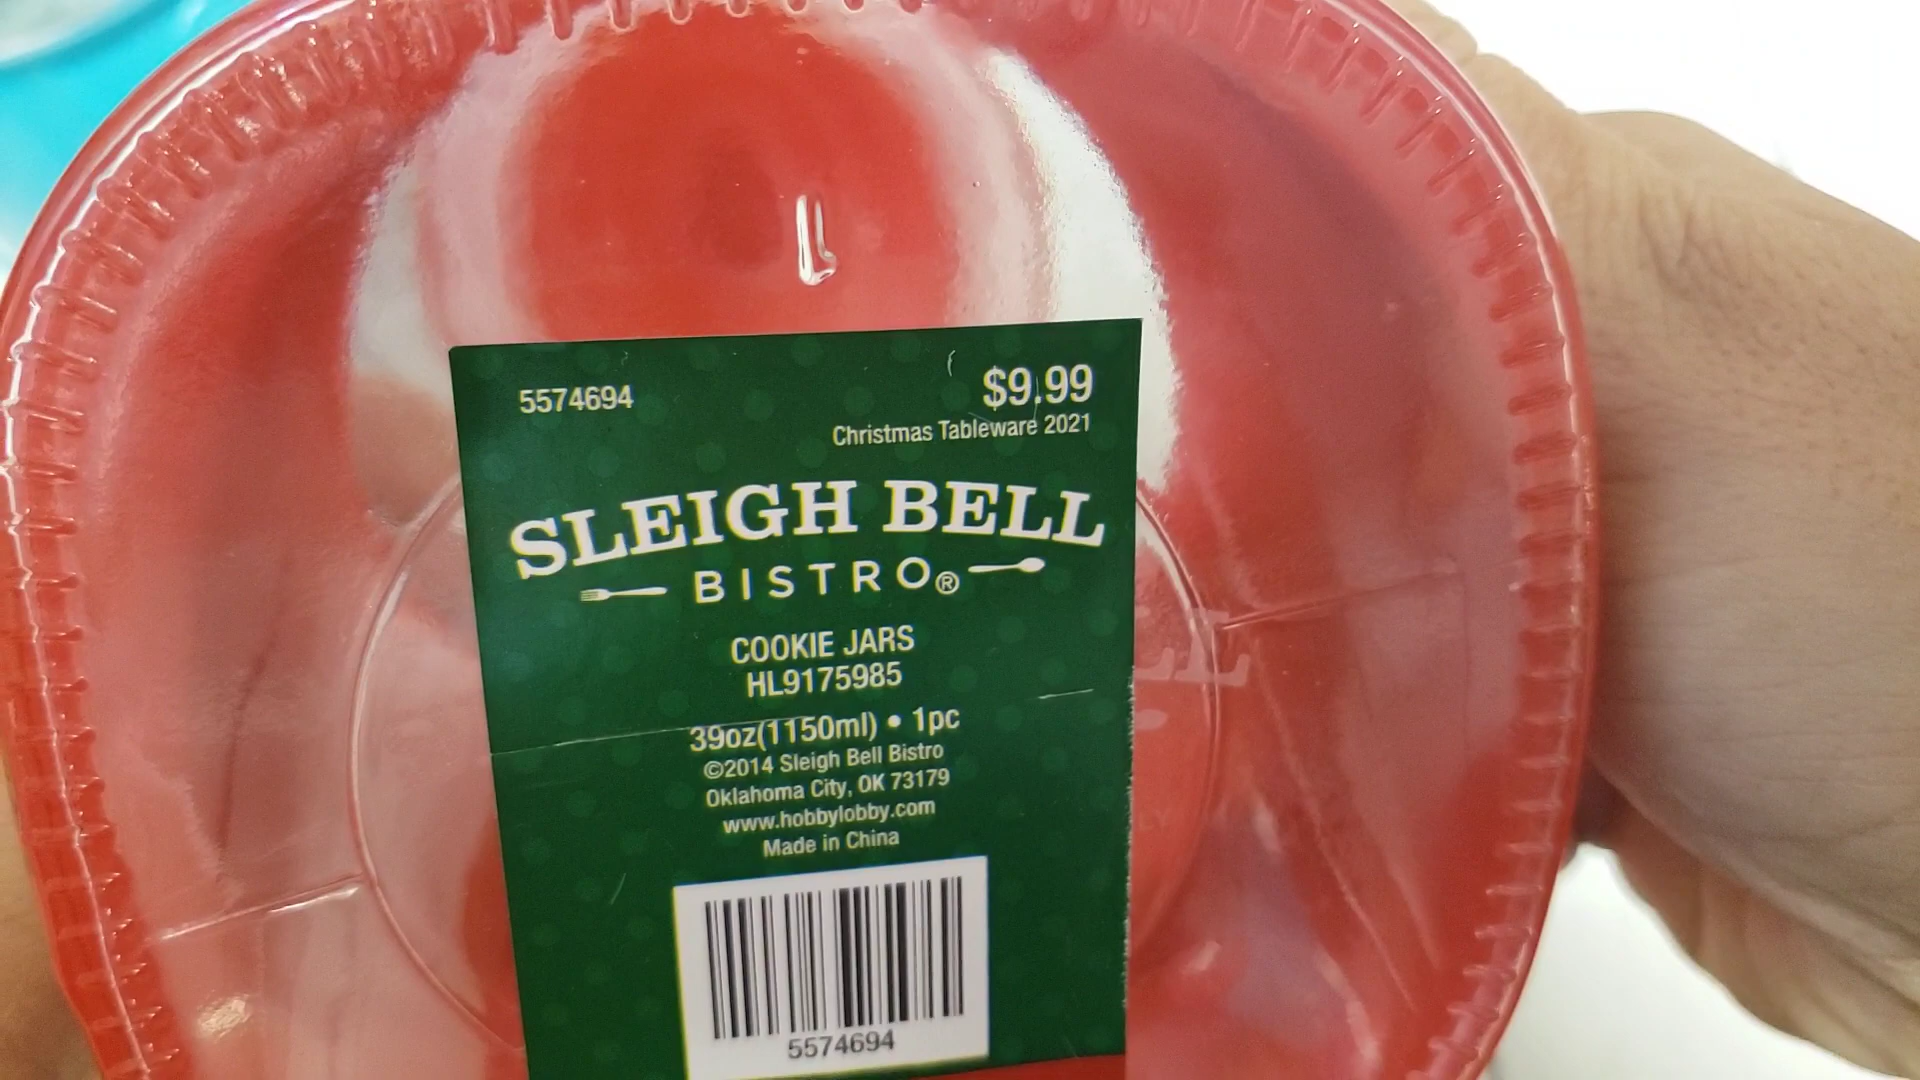 5574694
$9.99
Christmas Tableware 2021
SLEIGH BELL
BISTRO®
COOKIE JARS
HL9175985
39oz(1150ml) • 1pc
©2014 Sleigh Bell Bistro
Oklahoma City, OK 73179
www.hobbylobby.com
Made in China
5574694